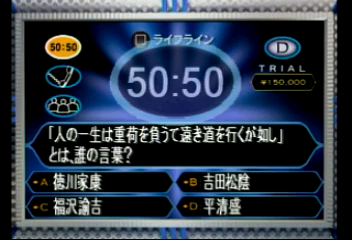 50:50
ライフライン
D
TRIAL
¥150,000
50:50
「人の一生は重荷を負うて遠き道を行くが如し」
とは、誰の言葉?
A 徳川家康
B 吉田松陰
C 福沢諭吉
D 平清盛